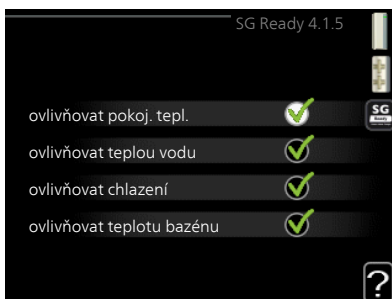 SG Ready 4.1.5
SG
Ready
ovlivňovat pokoj. tepl.
ovlivňovat teplou vodu
ovlivňovat chlazení
ovlivňovat teplotu bazénu
?